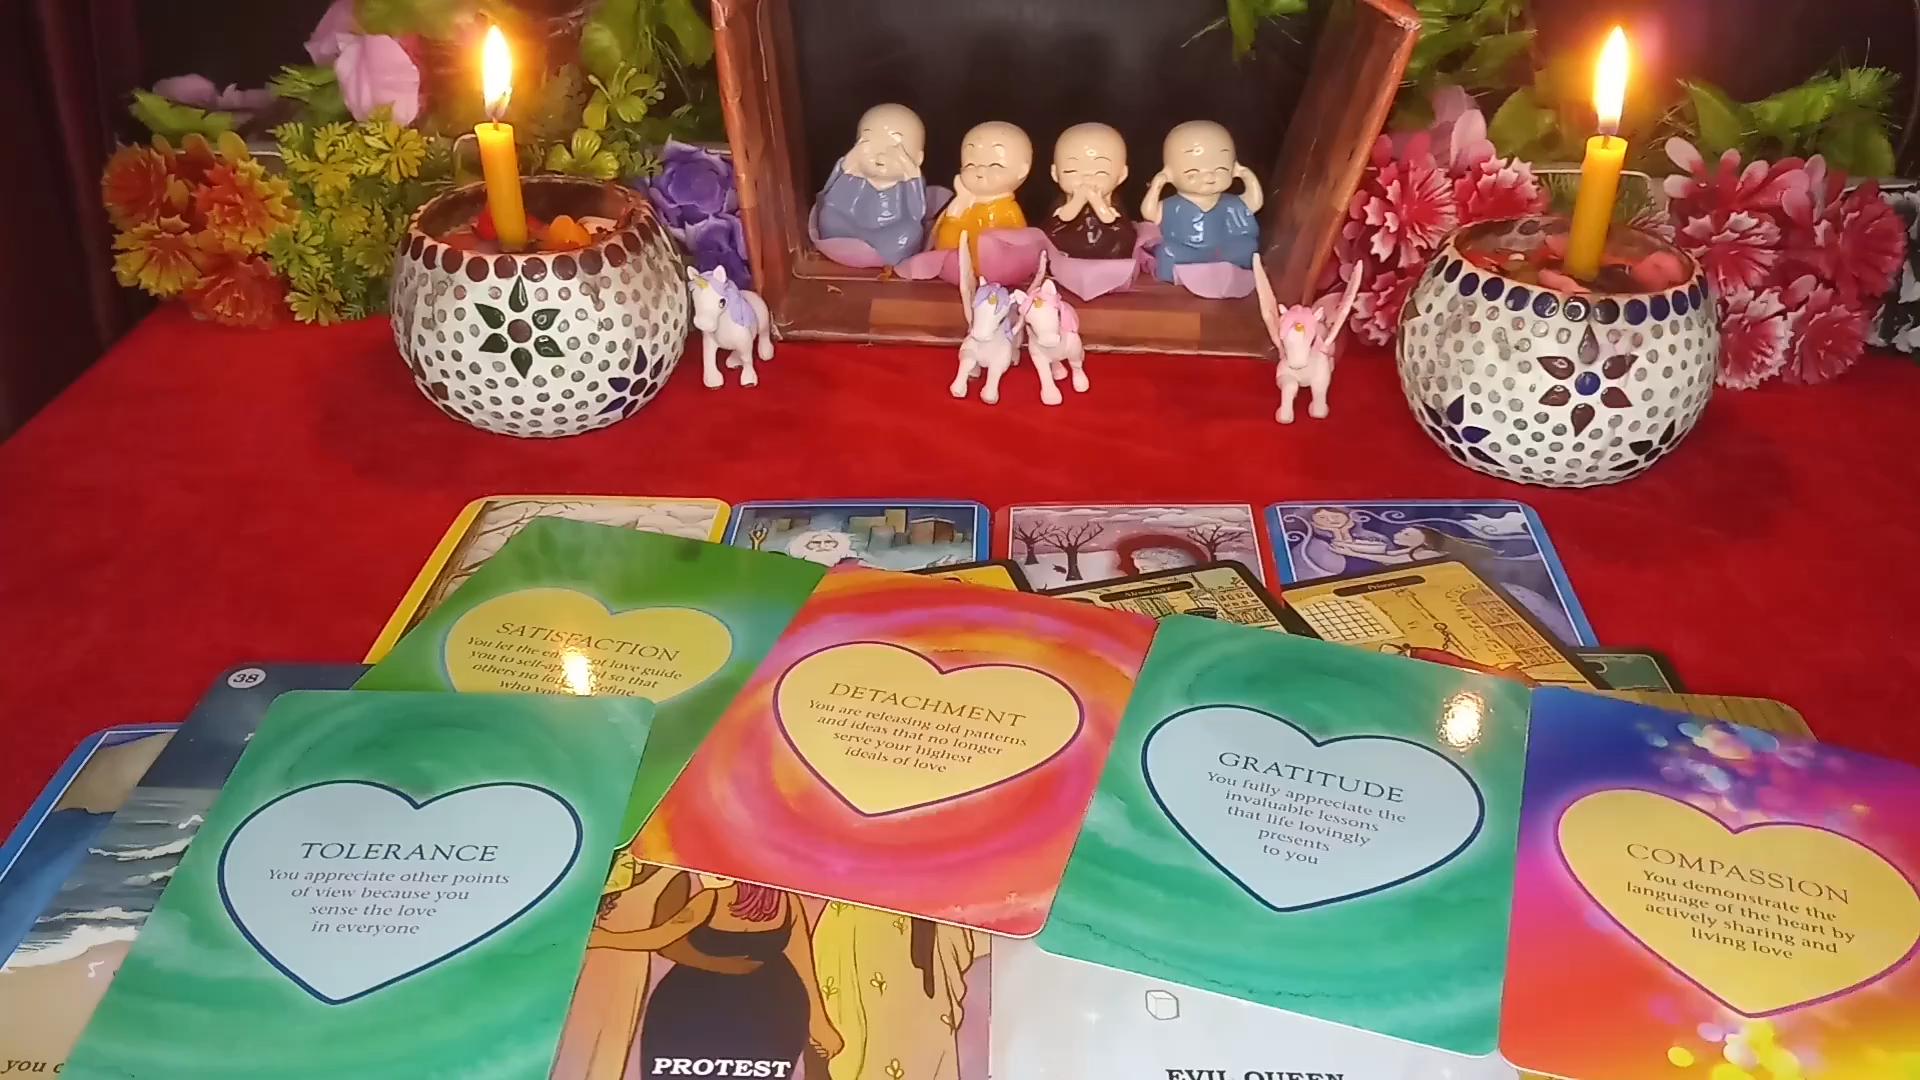 Messenger
Princess
38
SATISFACTION
You let the energy of love guide
you to self-approval so that
others no longer define
who you
DETACHMENT
You are releasing old patterns
and ideas that no longer
serve your highest
ideals of love
GRATITUDE
You fully appreciate the
invaluable lessons
that life lovingly
presents
to you
COMPASSION
You demonstrate the
language of the heart by
actively sharing and
living love
TOLERANCE
You appreciate other points
of view because you
sense the love
in everyone
you c
PROTEST
EVIL QUEEN